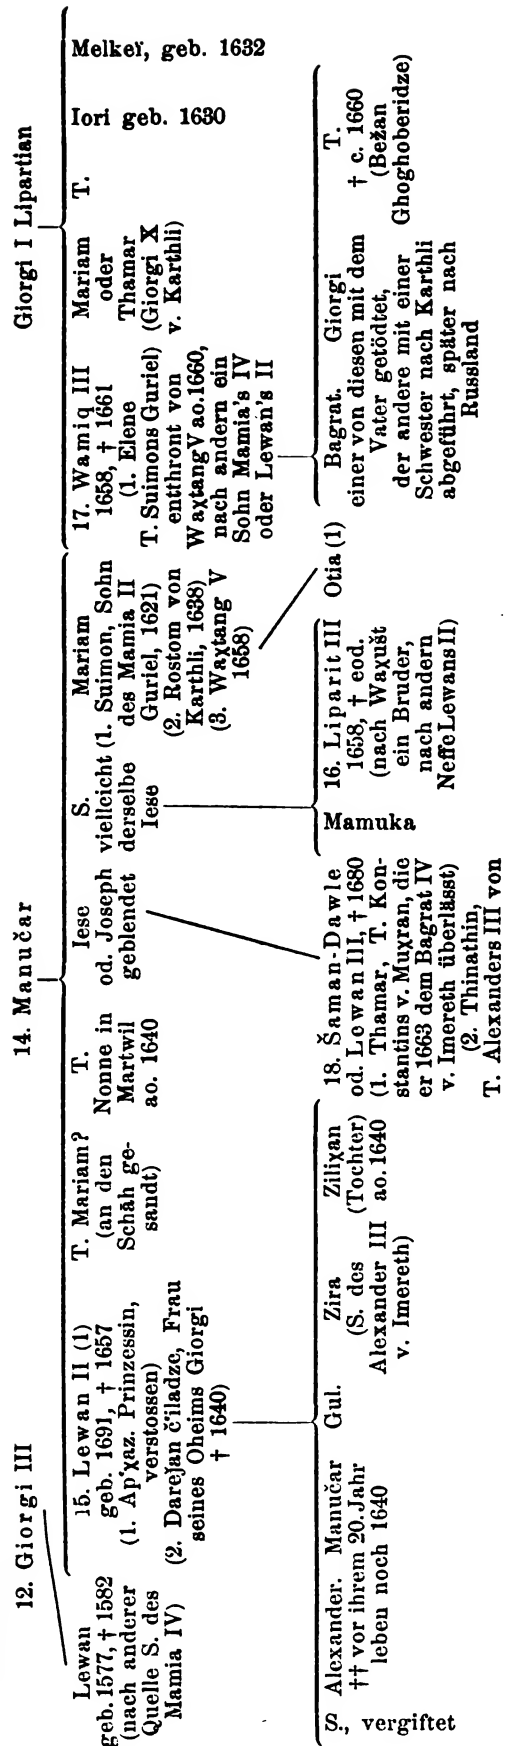 12. Giorgi III
14. Manučar
Giorgi I Lipartian
Lewan
geb. 1577, † 1582
(nach anderer
Quelle S. des
Mamia IV)
15. Lewan II (1)
geb. 1691, † 1657
(1. Ap‘χaz. Prinzessin,
verstossen)
(2. Darejan č‘iladze, Frau
seines Oheims Giorgi
† 1640)
T. Mariam?
(an den
Schāh ge-
sandt)
T.
Nonne in
Martwil
ao. 1640
Iese
od. Joseph
geblendet
S.
vielleicht
derselbe
Iese
Mariam
(1. Suimon, Sohn
des Mamia II
Guriel, 1621)
(2. Rostom von
Karthli, 1638)
(3. Waχtang V
1658)
17. Wamiq III
1658, † 1661
(1. Elene
T. Suimons Guriel)
entthront von
Waχtang V ao. 1660,
nach andern ein
Sohn Mamia's IV
oder Lewan's II
Mariam
oder
Thamar
(Giorgi X
v. Karthli)
T.
Iori geb. 1630
Melkeï, geb. 1632
S., vergiftet
Alexander. Manučar
†† vor ihrem 20. Jahr
leben noch 1640
Gul.
Zira
(S. des
Alexander III
v. Imereth)
Ziliχan
(Tochter)
ao. 1640
18. Šaman-Dawle
od. Lewan III, † 1680
(1. Thamar, T. Kon-
stantins v. Muχran, die
er 1663 dem Bagrat IV
v. Imereth überlässt)
(2. Thinathin,
T. Alexanders III von
Mamuka
16. Liparit III
1658, † eod.
(nach Waχušt
ein Bruder,
nach andern
Neffe Lewans II)
Otia (1)
Bagrat. Giorgi
einer von diesen mit dem
Vater getödtet,
der andere mit einer
Schwester nach Karthli
abgeführt, später nach
Russland
T.
† c. 1660
(Bežan
Ghoghoberidze)